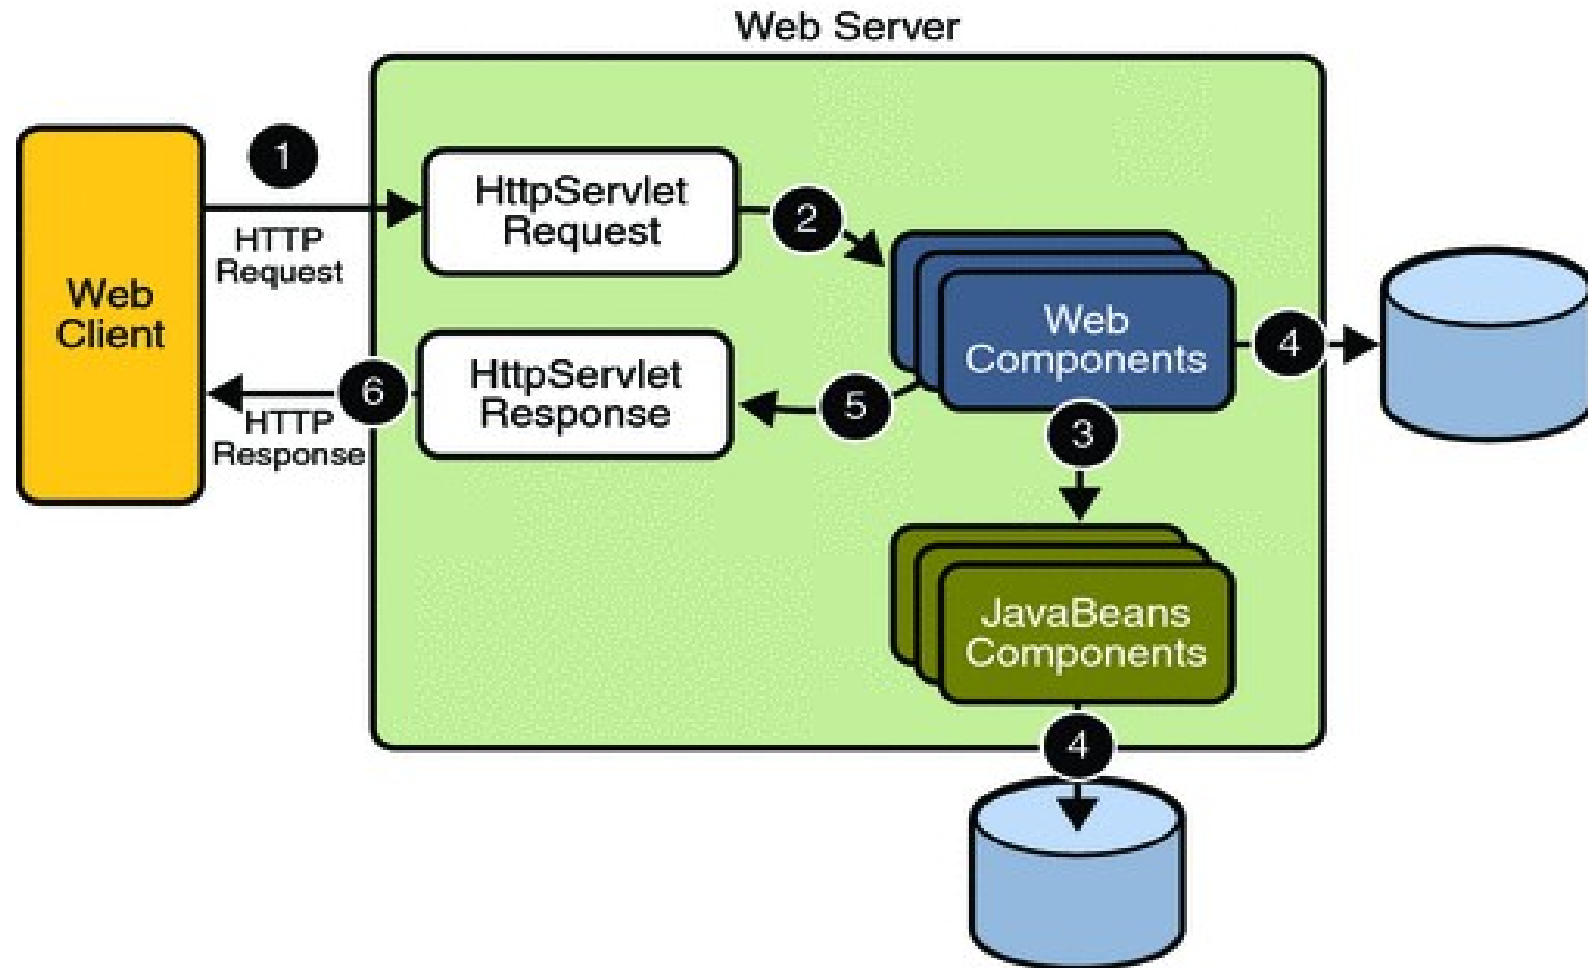 Web Server
1
HTTP
Request
Web
Client
HttpServlet
Request
2
Web
Components
4
HttpServlet
Response
5
6
HTTP
Response
3
JavaBeans
Components
4